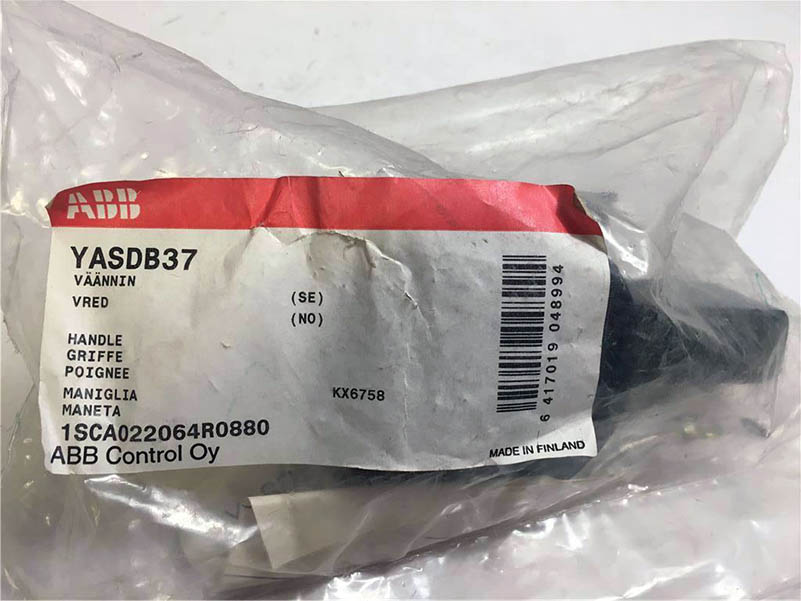 ABB
YASDB37
VÄÄNNIN
VRED (SE)
(NO)
HANDLE
GRIFFE
POIGNEE
MANIGLIA
MANETA
KX6758
1SCA022064R0880
ABB Control Oy
6 417019 048994
MADE IN FINLAND